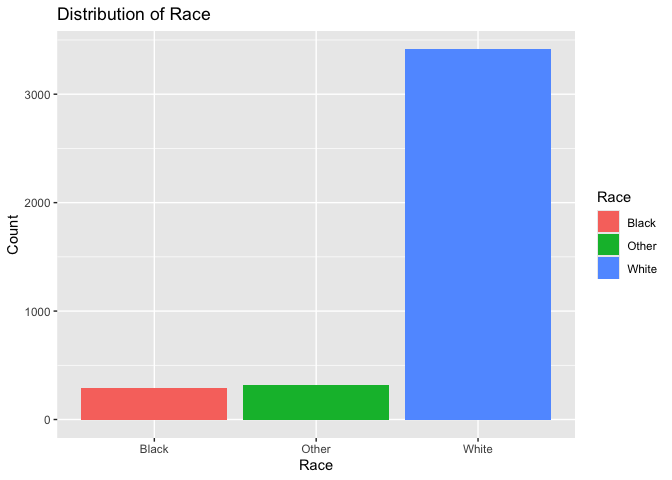 Distribution of Race
Count
3000
2000
1000
0
Black
Other
White
Race
Race
Black
Other
White